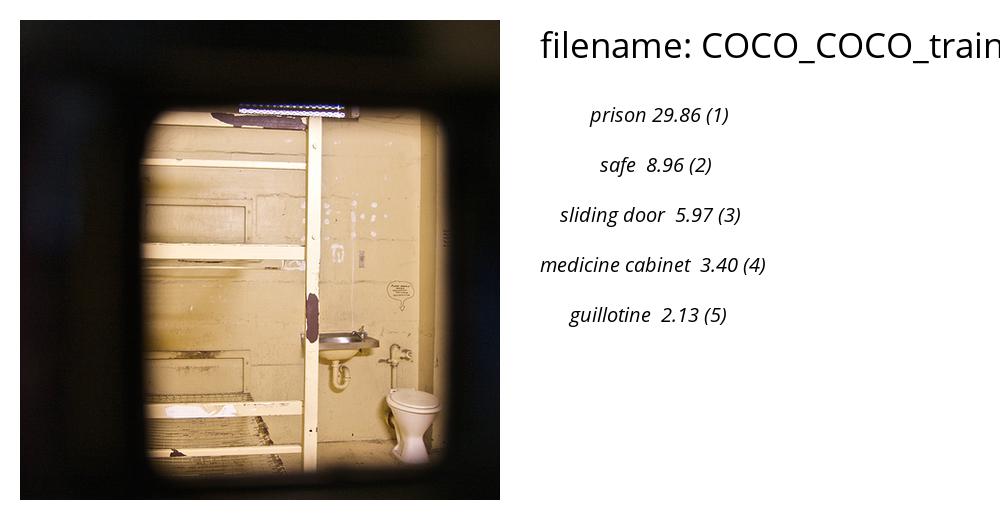 filename: COCO_COCO_train
prison 29.86 (1)
safe 8.96 (2)
sliding door 5.97 (3)
medicine cabinet 3.40 (4)
guillotine 2.13 (5)